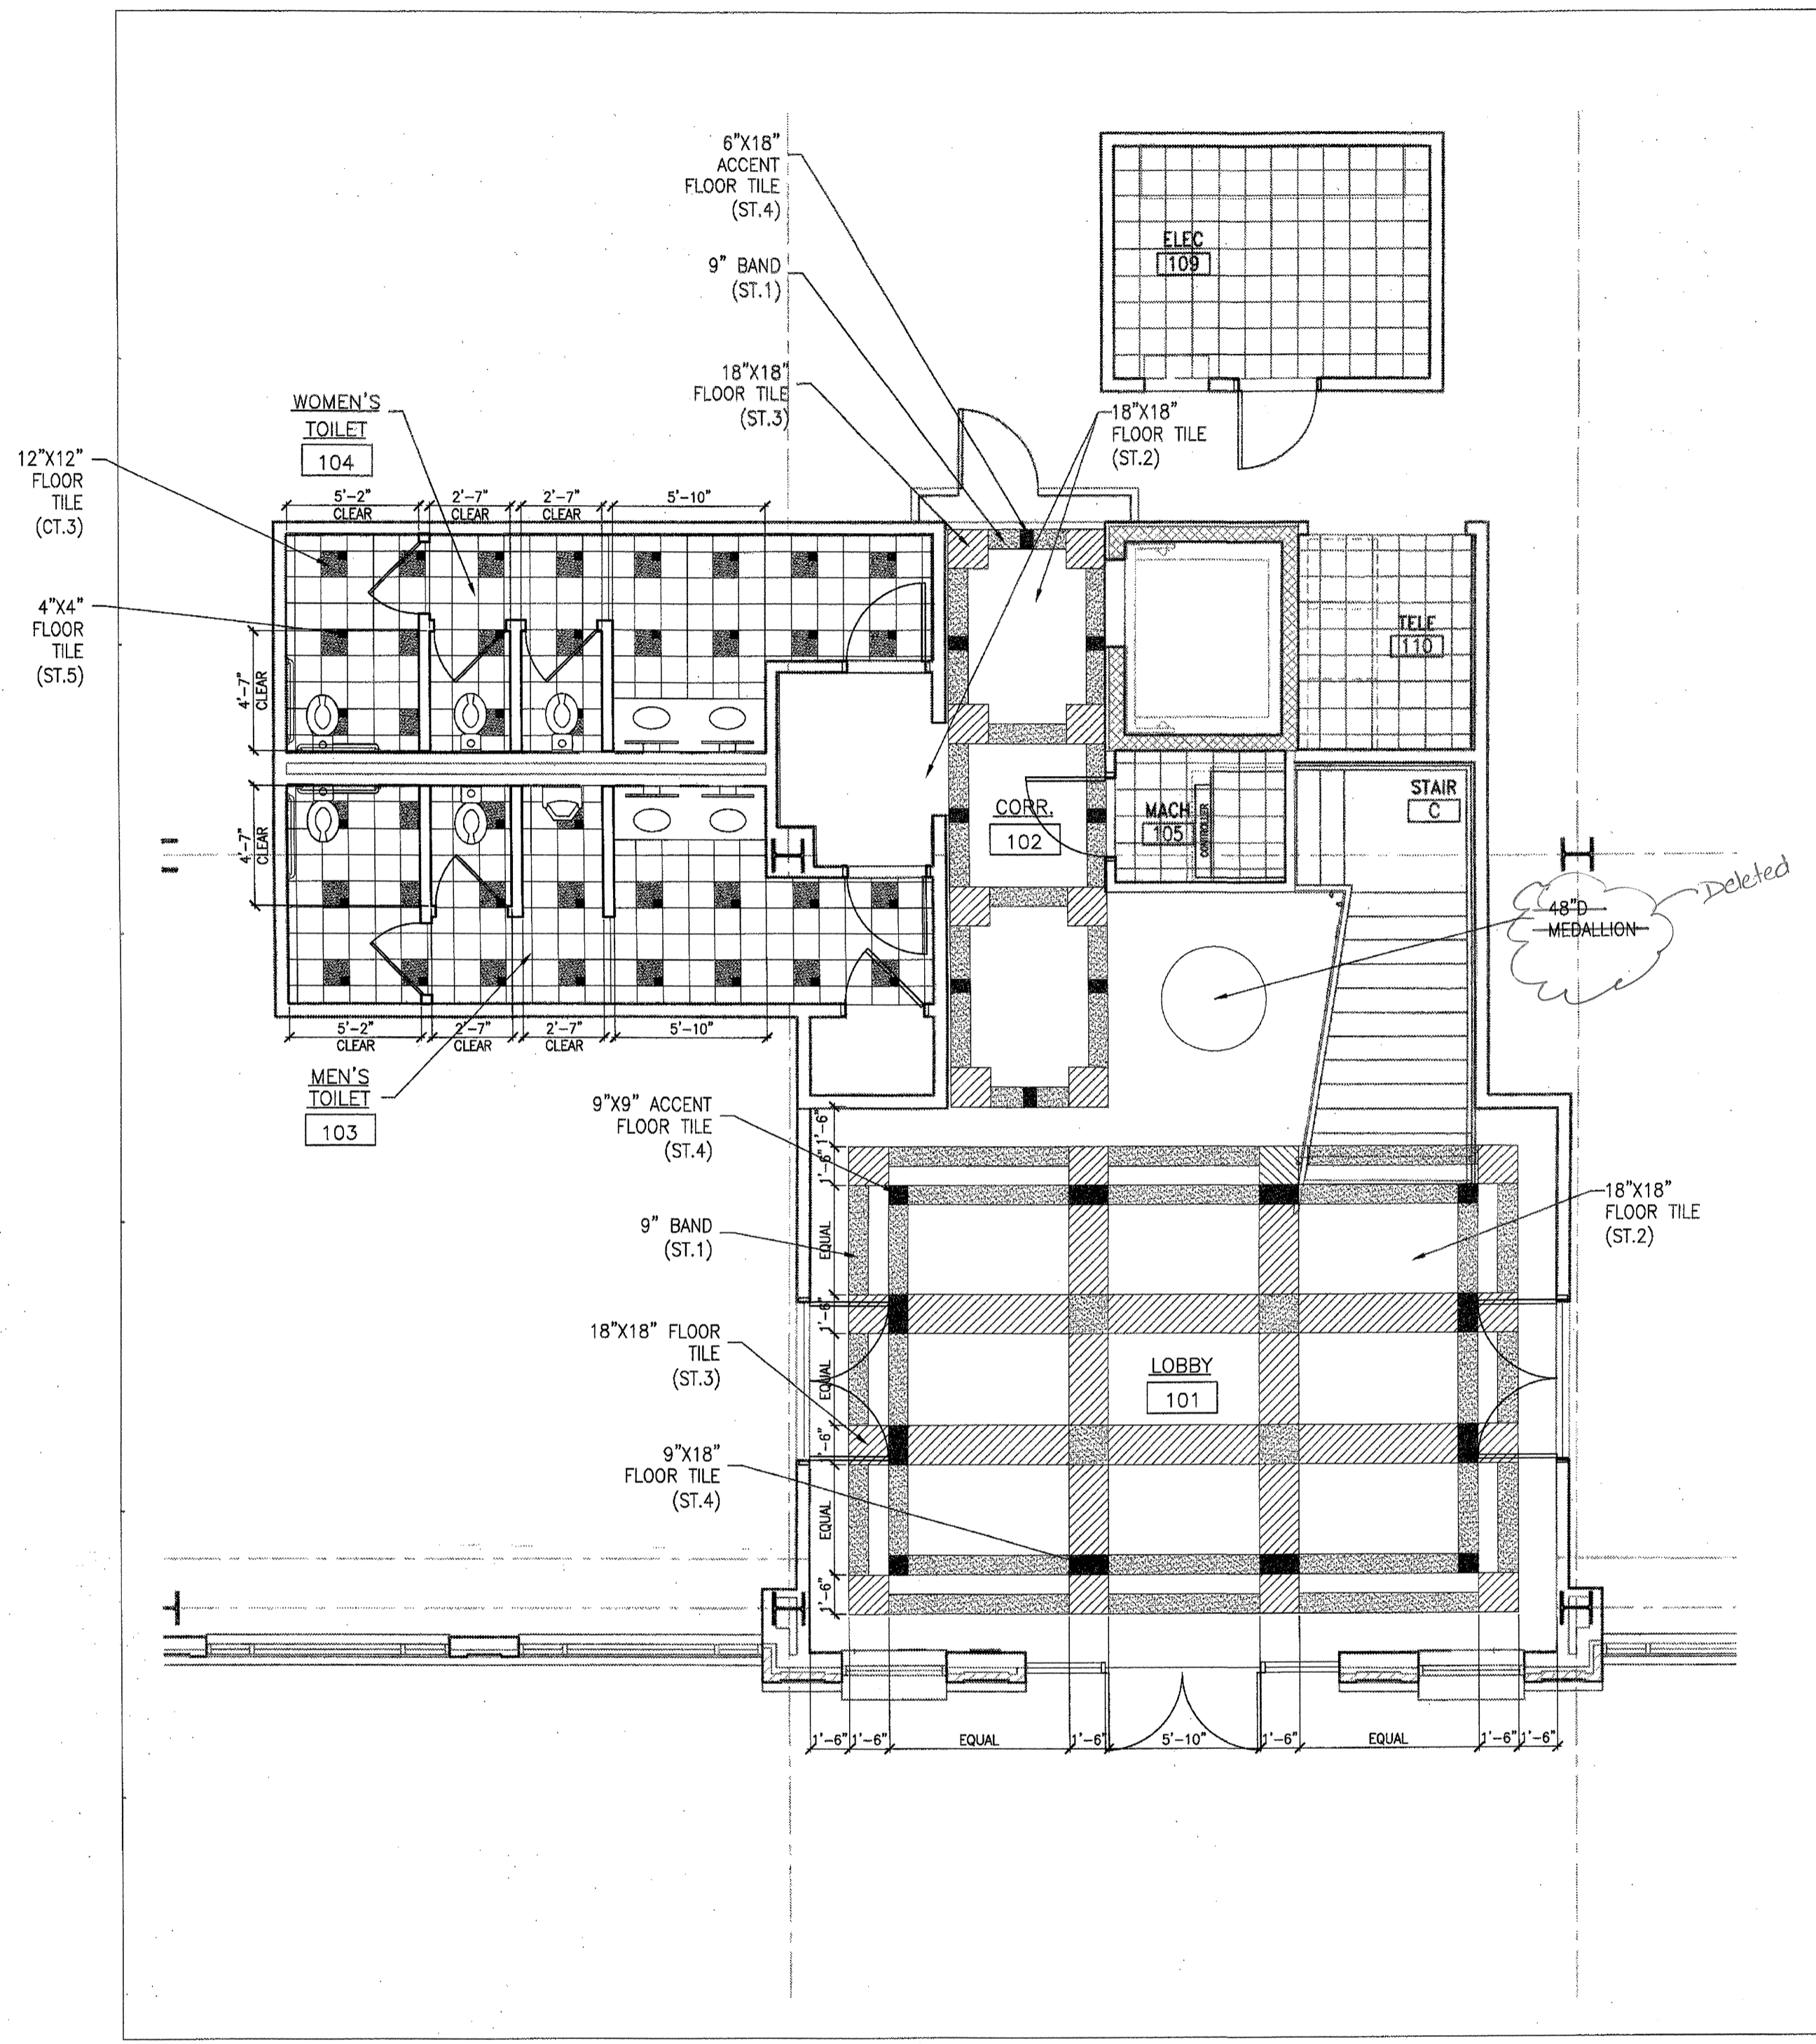 6"X18"
ACCENT
FLOOR TILE
(ST.4)
9" BAND
(ST.1)
18"X18"
FLOOR TILE
(ST.3)
18"X18"
FLOOR TILE
(ST.2)
ELEC
109
WOMEN'S
TOILET
104
12"X12"
FLOOR
TILE
(CT.3)
4"X4"
FLOOR
TILE
(ST.5)
5'-2"
CLEAR
2'-7"
CLEAR
2'-7"
CLEAR
5'-10"
4'-7"
CLEAR
4'-7"
CLEAR
TELE
110
STAIR
C
MACH
105
CONTROLLER
CORR.
102
48"D
MEDALLION
Deleted
5'-2"
CLEAR
2'-7"
CLEAR
2'-7"
CLEAR
5'-10"
MEN'S
TOILET
103
9"X9" ACCENT
FLOOR TILE
(ST.4)
9" BAND
(ST.1)
18"X18" FLOOR
TILE
(ST.3)
9"X18"
FLOOR TILE
(ST.4)
18"X18"
FLOOR TILE
(ST.2)
1'-6"
1'-6"
EQUAL
1'-6"
EQUAL
1'-6"
EQUAL
1'-6"
LOBBY
101
1'-6" 1'-6" EQUAL 1'-6" 5'-10" 1'-6" EQUAL 1'-6" 1'-6"